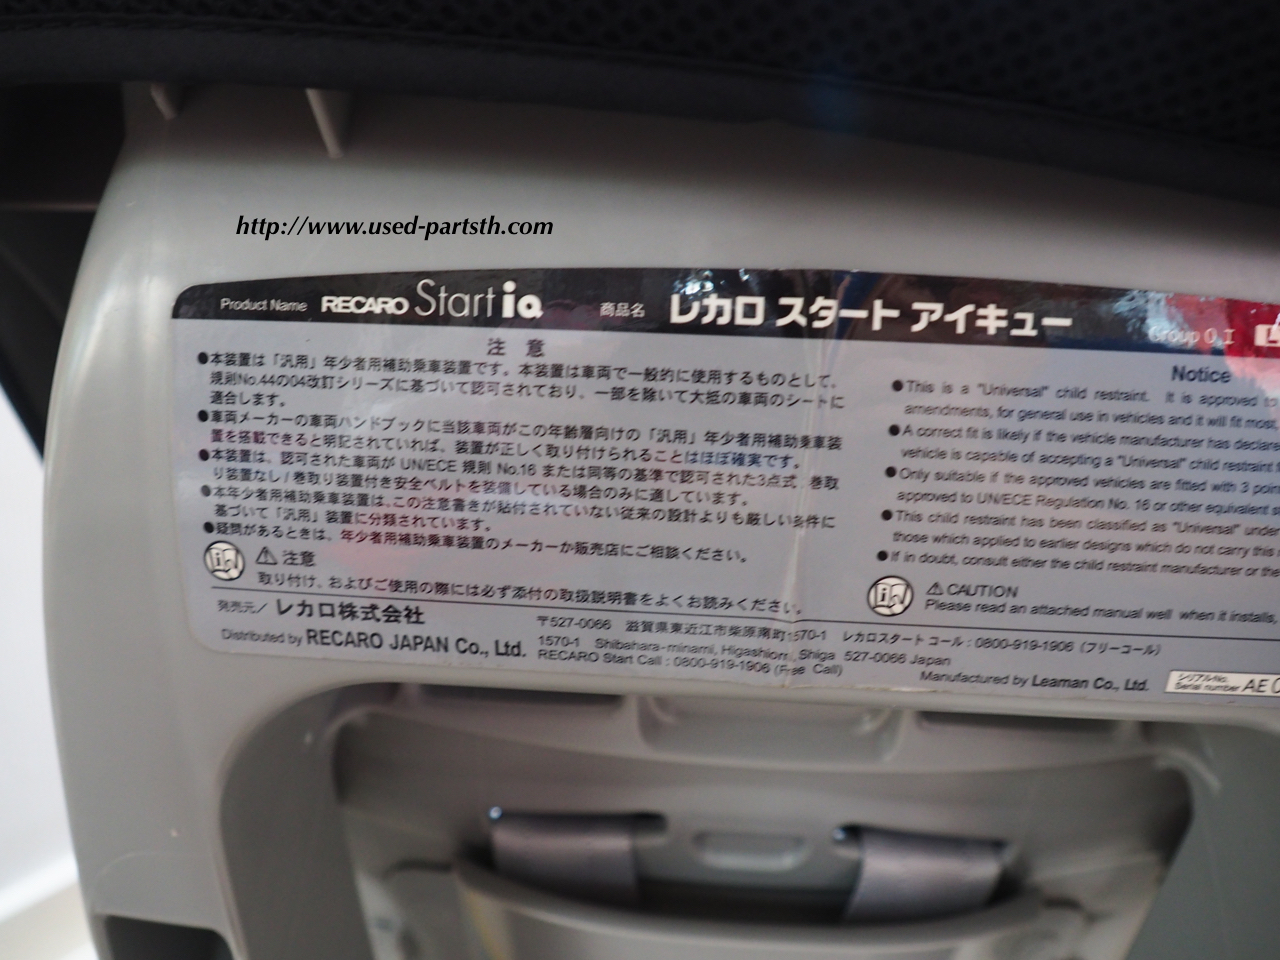 http://www.used-partsth.com
Product Name RECARO Start iQ 商品名 レカロ スタート アイキュー
Group 0, I
注 意
●本装置は「汎用」年少者用補助乗車装置です。本装置は車両で一般的に使用するものとして、
規則No.44の04改訂シリーズに基づいて認可されており、一部を除いて大抵の車両のシートに
適合します。
●車両メーカーの車両ハンドブックに当該車両がこの年齢層向けの「汎用」年少者用補助乗車装
置を搭載できると明記されていれば、装置が正しく取り付けられることはほぼ確実です。
●本装置は、認可された車両が UN/ECE 規則 No.16 または同等の基準で認可された3点式、巻取
り装置なし / 巻取り装置付き安全ベルトを装備している場合のみに適しています。
●本年少者用補助乗車装置は、この注意書きが貼付されていない従来の設計よりも厳しい条件に
基づいて「汎用」装置に分類されています。
●疑問があるときは、年少者用補助乗車装置のメーカーか販売店にご相談ください。
⚠ 注意
取り付け、およびご使用の際には必ず添付の取扱説明書をよくお読みください。
Notice
●This is a "Universal" child restraint. It is approved to
amendments, for general use in vehicles and it will fit most,
●A correct fit is likely if the vehicle manufacturer has declared
vehicle is capable of accepting a "Universal" child restraint
●Only suitable if the approved vehicles are fitted with 3 point
approved to UN/ECE Regulation No. 16 or other equivalent
●This child restraint has been classified as "Universal" under
those which applied to earlier designs which do not carry this
●If in doubt, consult either the child restraint manufacturer or the
⚠ CAUTION
Please read an attached manual well when it installs,
発売元／ レカロ株式会社
Distributed by RECARO JAPAN Co., Ltd.
〒527-0066 滋賀県東近江市柴原南町1570-1 レカロスタート コール : 0800-919-1906 (フリーコール)
1570-1 Shibahara-minami, Higashiomi, Shiga 527-0066 Japan
RECARO Start Call : 0800-919-1906 (Free Call)
Manufactured by Leaman Co., Ltd.
シリアルNo.
Serial number AE